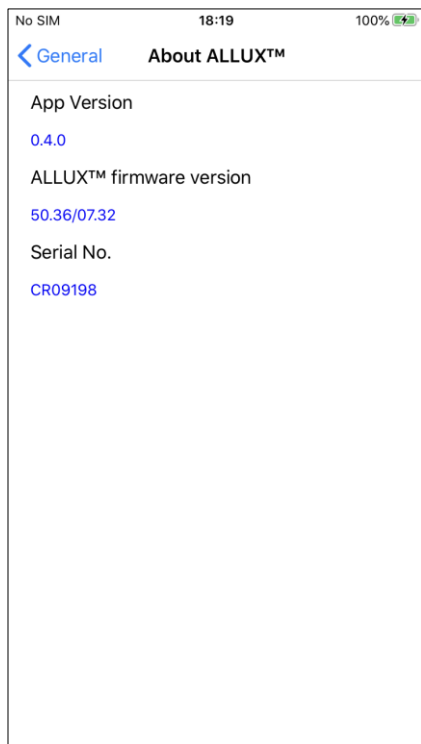 No SIM 18:19 100%
General About ALLUX™
App Version
0.4.0
ALLUX™ firmware version
50.36/07.32
Serial No.
CR09198